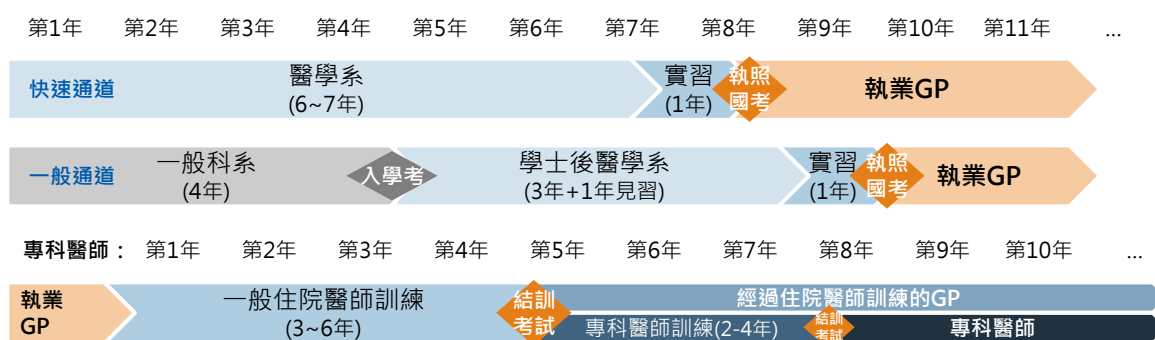 第1年 第2年 第3年 第4年 第5年 第6年 第7年 第8年 第9年 第10年 第11年 ...
快速通道
醫學系
(6~7年)
實習
(1年)
執照
國考
執業GP
一般通道
一般科系
(4年)
入學考
學士後醫學系
(3年+1年見習)
實習
(1年)
執照
國考
執業GP
專科醫師： 第1年 第2年 第3年 第4年 第5年 第6年 第7年 第8年 第9年 第10年 ...
執業
GP
一般住院醫師訓練
(3~6年)
結訓
考試
經過住院醫師訓練的GP
專科醫師訓練(2-4年)
結訓
考試
專科醫師